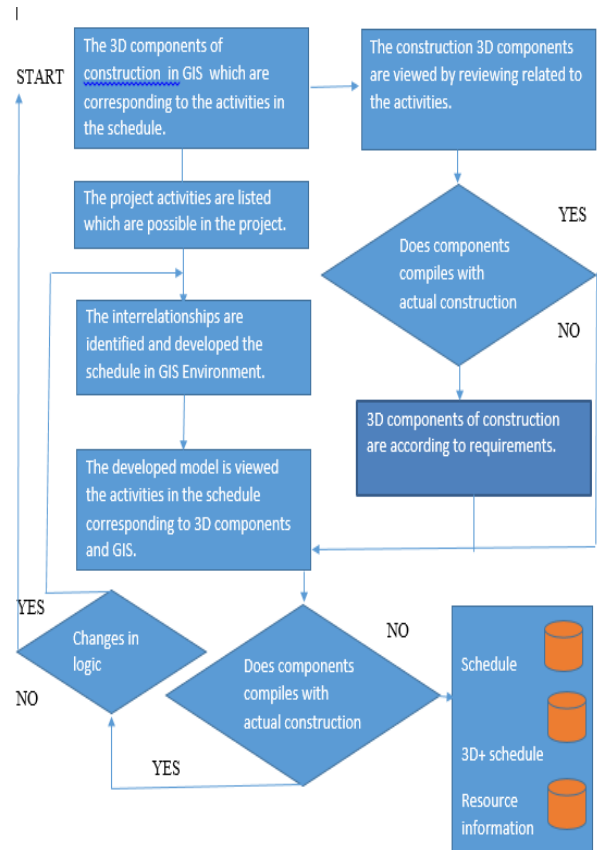 START
The 3D components of
construction in GIS which are
corresponding to the activities in
the schedule.
The construction 3D components
are viewed by reviewing related to
the activities.
The project activities are listed
which are possible in the project.
YES
Does components
compiles with
actual construction
NO
The interrelationships are
identified and developed the
schedule in GIS Environment.
3D components of construction
are according to requirements.
The developed model is viewed
the activities in the schedule
corresponding to 3D components
and GIS.
YES
Changes in
logic
NO
Does components
compiles with
actual construction
NO
YES
Schedule
3D+ schedule
Resource
information